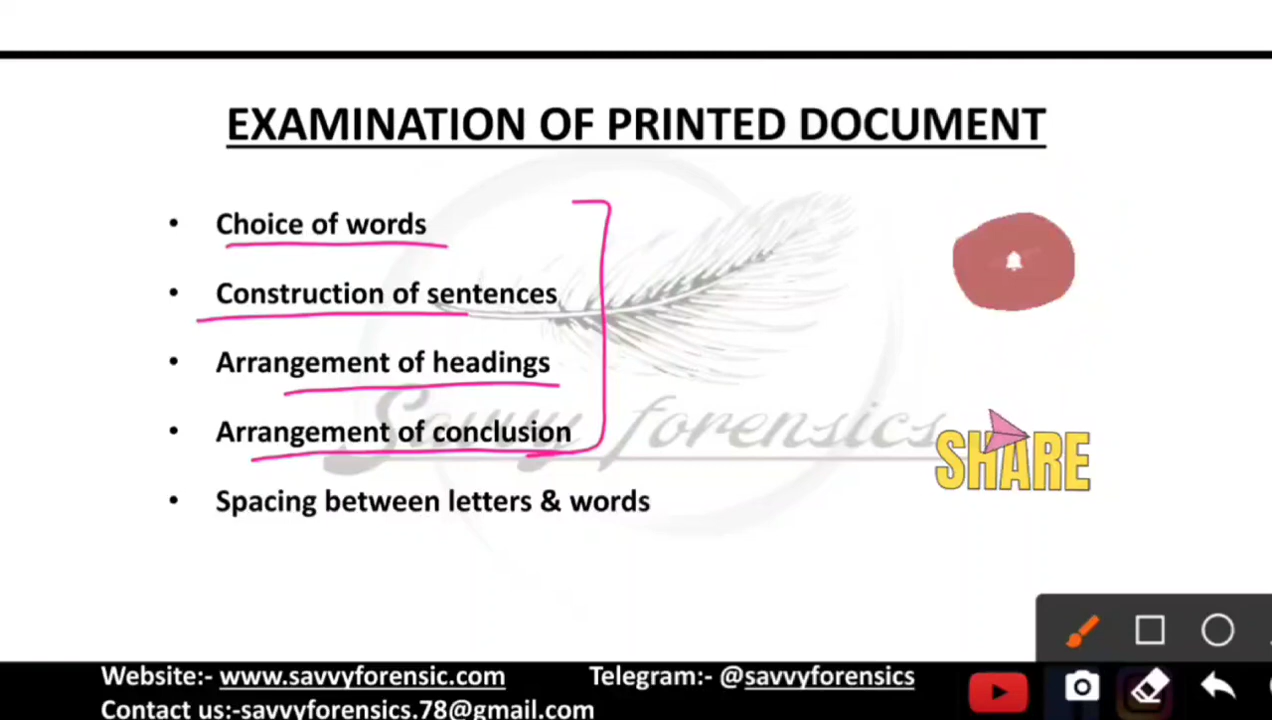 EXAMINATION OF PRINTED DOCUMENT
• Choice of words
• Construction of sentences
• Arrangement of headings
• Arrangement of conclusion
• Spacing between letters & words
Savvy forensics
SHARE
Website:- www.savvyforensic.com Telegram:- @savvyforensics
Contact us:-savvyforensics.78@gmail.com